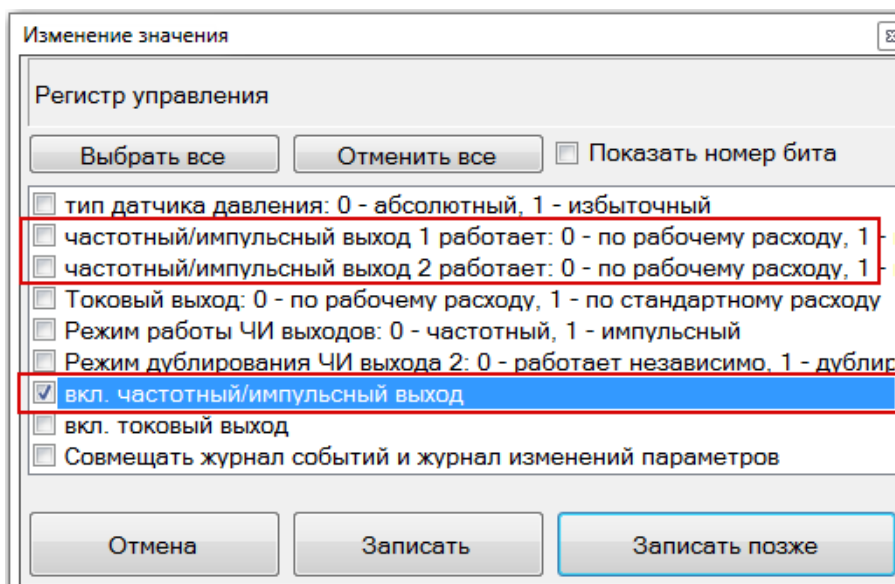 Изменение значения
Регистр управления
Выбрать все Отменить все Показать номер бита
тип датчика давления: 0 - абсолютный, 1 - избыточный
частотный/импульсный выход 1 работает: 0 - по рабочему расходу, 1 -
частотный/импульсный выход 2 работает: 0 - по рабочему расходу, 1 -
Токовый выход: 0 - по рабочему расходу, 1 - по стандартному расходу
Режим работы ЧИ выходов: 0 - частотный, 1 - импульсный
Режим дублирования ЧИ выхода 2: 0 - работает независимо, 1 - дублир
вкл. частотный/импульсный выход
вкл. токовый выход
Совмещать журнал событий и журнал изменений параметров
Отмена Записать Записать позже